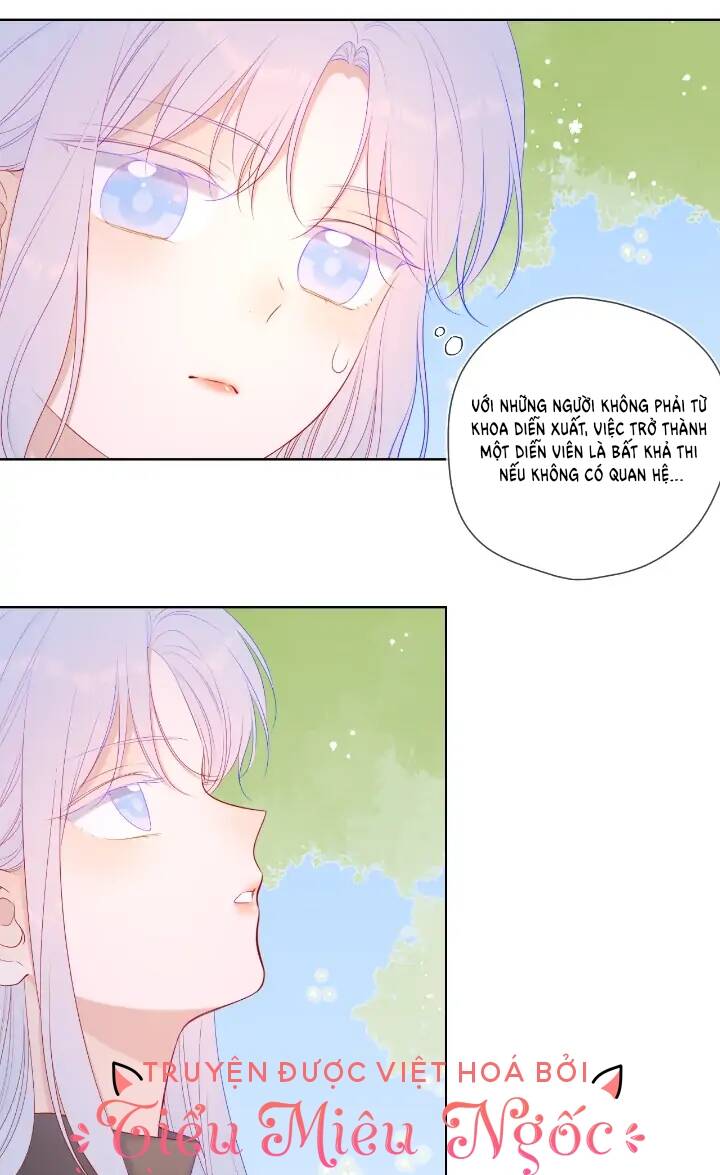 VỚI NHỮNG NGƯỜI KHÔNG PHẢI TỪ
KHOA DIỄN XUẤT, VIỆC TRỞ THÀNH
MỘT DIỄN VIÊN LÀ BẤT KHẢ THI
NẾU KHÔNG CÓ QUAN HỆ...
TRUYỆN ĐƯỢC VIỆT HOÁ BỞI
Tiểu Miêu Ngốc